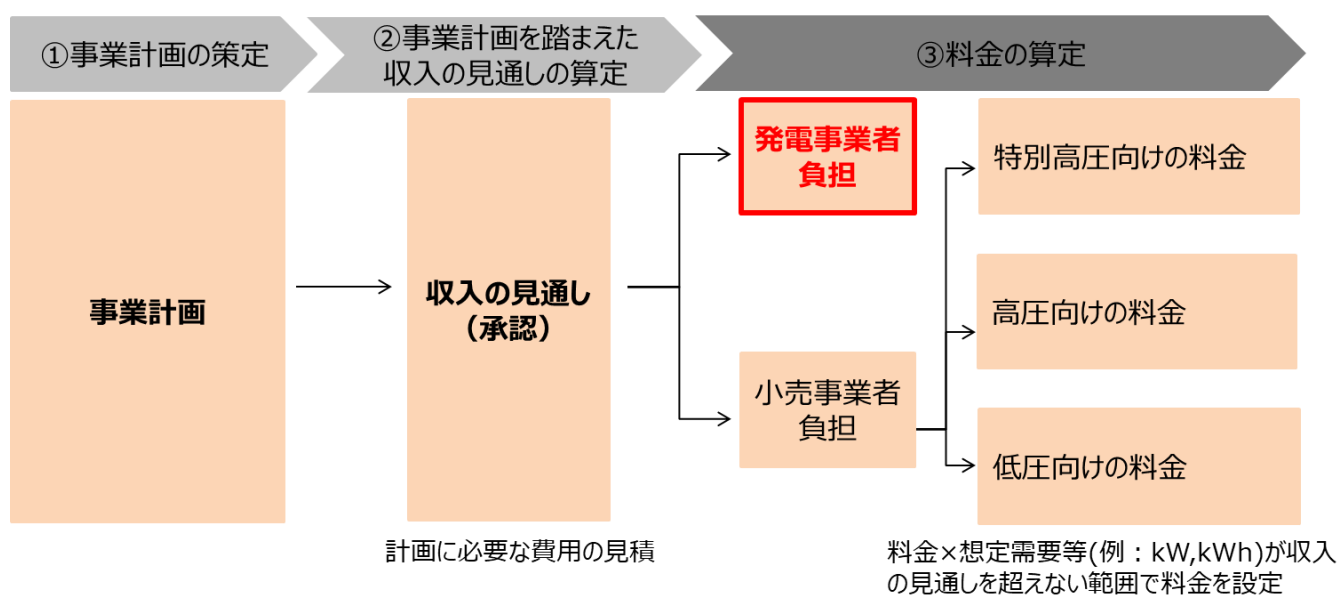 ①事業計画の策定
②事業計画を踏まえた
収入の見通しの算定
③料金の算定
事業計画
収入の見通し
（承認）
発電事業者
負担
小売事業者
負担
特別高圧向けの料金
高圧向けの料金
低圧向けの料金
計画に必要な費用の見積
料金×想定需要等(例：kW,kWh)が収入
の見通しを超えない範囲で料金を設定